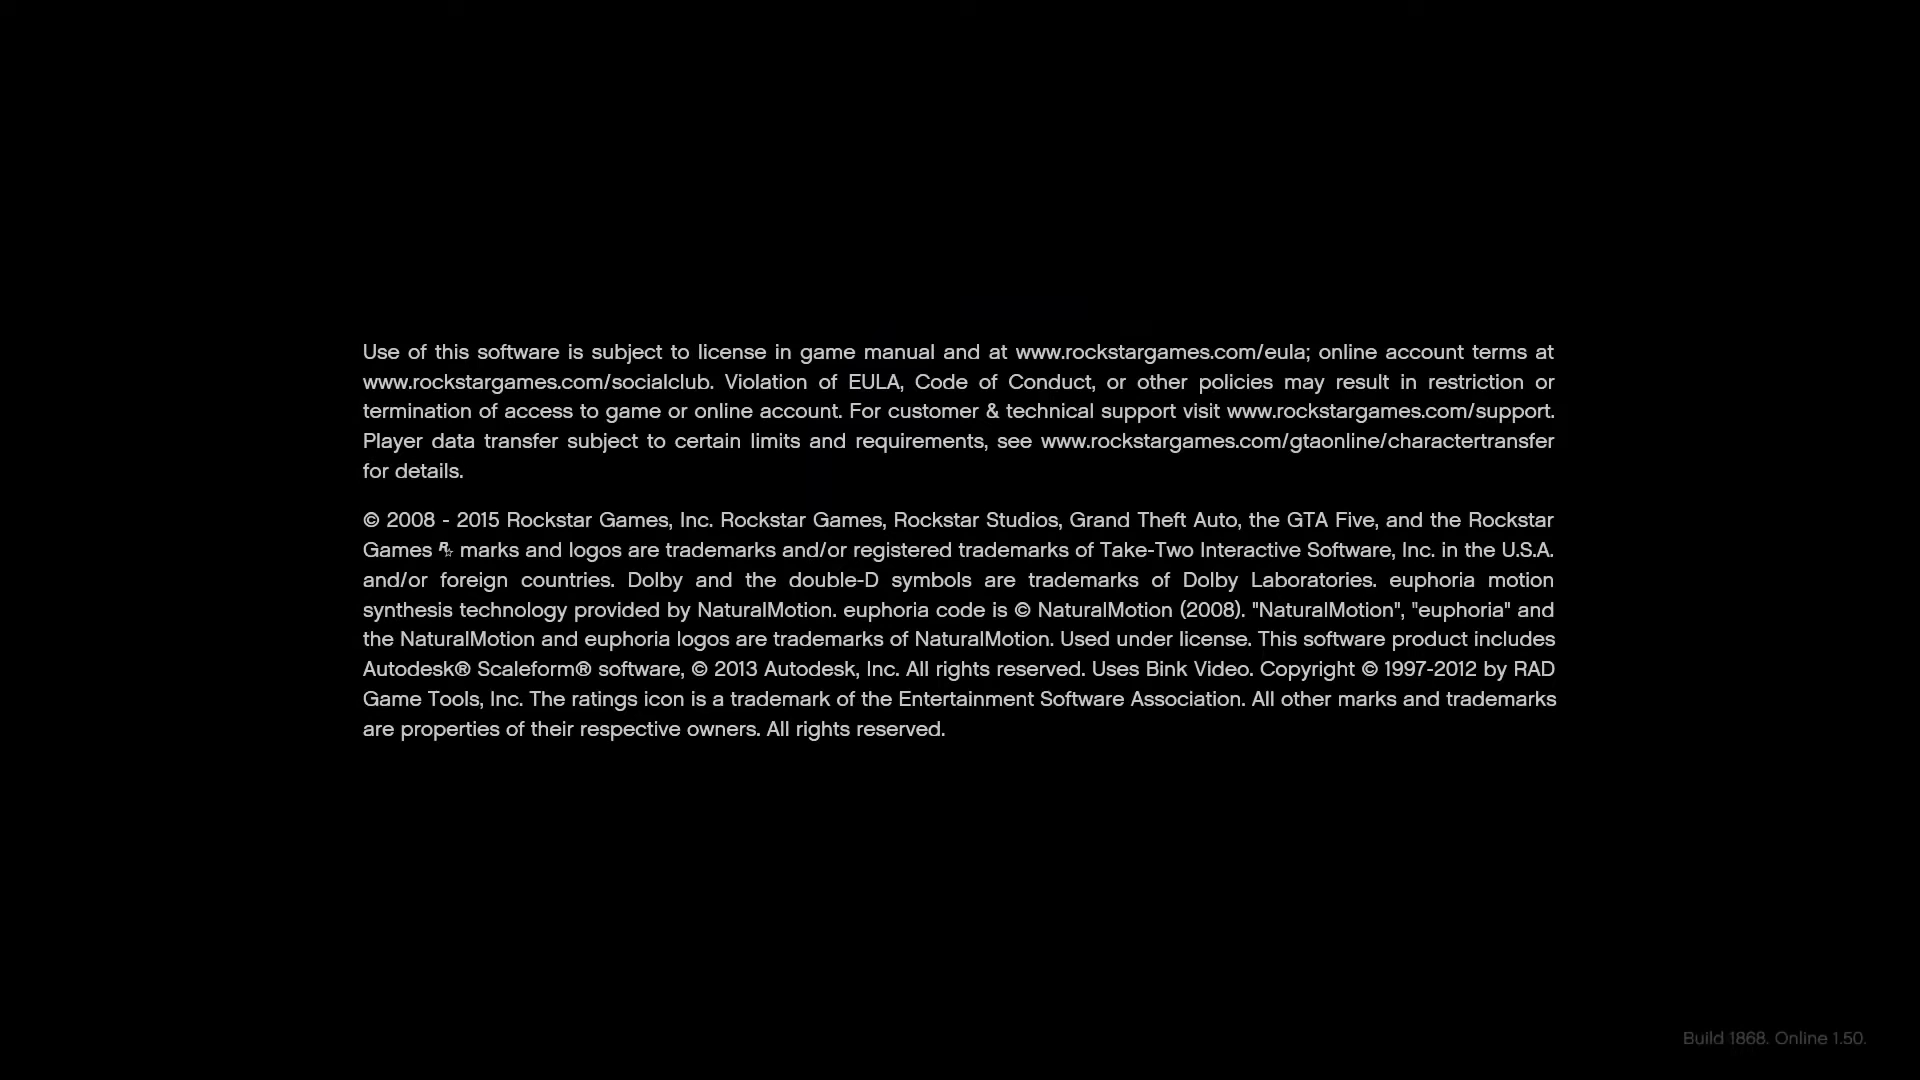 Use of this software is subject to license in game manual and at www.rockstargames.com/eula; online account terms at
www.rockstargames.com/socialclub. Violation of EULA, Code of Conduct, or other policies may result in restriction or
termination of access to game or online account. For customer & technical support visit www.rockstargames.com/support.
Player data transfer subject to certain limits and requirements, see www.rockstargames.com/gtaonline/charactertransfer
for details.
© 2008 - 2015 Rockstar Games, Inc. Rockstar Games, Rockstar Studios, Grand Theft Auto, the GTA Five, and the Rockstar
Games R* marks and logos are trademarks and/or registered trademarks of Take-Two Interactive Software, Inc. in the U.S.A.
and/or foreign countries. Dolby and the double-D symbols are trademarks of Dolby Laboratories. euphoria motion
synthesis technology provided by NaturalMotion. euphoria code is © NaturalMotion (2008). "NaturalMotion", "euphoria" and
the NaturalMotion and euphoria logos are trademarks of NaturalMotion. Used under license. This software product includes
Autodesk® Scaleform® software, © 2013 Autodesk, Inc. All rights reserved. Uses Bink Video. Copyright © 1997-2012 by RAD
Game Tools, Inc. The ratings icon is a trademark of the Entertainment Software Association. All other marks and trademarks
are properties of their respective owners. All rights reserved.
Build 1868. Online 1.50.